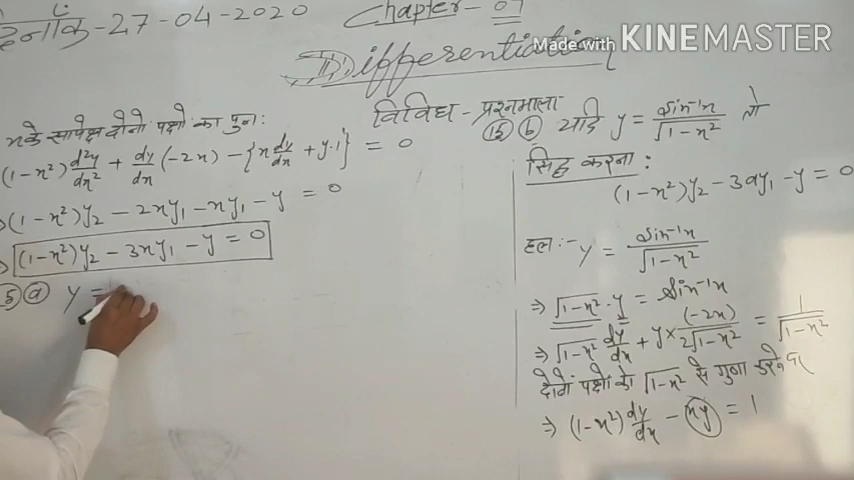 दिनांक-27-04-2020
Chapter-07
Differentiation
Made with KINEMASTER
विविध-प्रश्नमाला
(15) (b) यदि y = sin⁻¹x/√(1-x²) तो
सिद्ध करना:
(1-x²)y₂ - 3xy₁ - y = 0
हल:- y = sin⁻¹x/√(1-x²)
⇒ √(1-x²)·y = sin⁻¹x
⇒ √(1-x²) dy/dx + y × (-2x)/2√(1-x²) = 1/√(1-x²)
दोनों पक्षों को √(1-x²) से गुना करने पर
⇒ (1-x²) dy/dx - xy = 1
x के सापेक्ष दोनों पक्षों का पुनः
(1-x²) d²y/dx² + dy/dx (-2x) - {x dy/dx + y·1} = 0
(1-x²)y₂ - 2xy₁ - xy₁ - y = 0
(1-x²)y₂ - 3xy₁ - y = 0
(a) y =